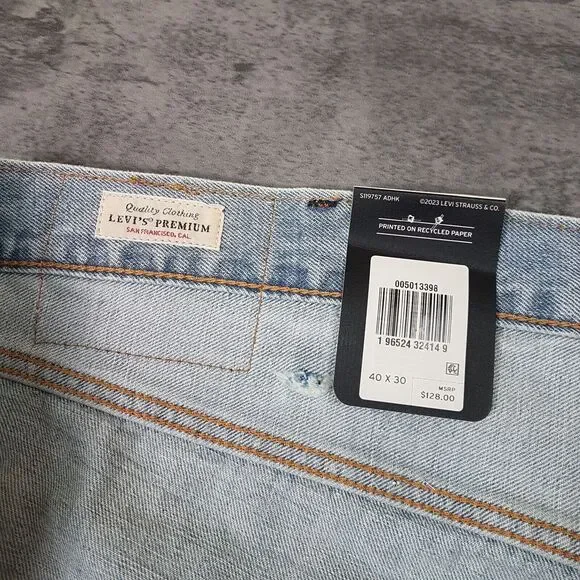 Quality Clothing
LEVI'S® PREMIUM
SAN FRANCISCO, CAL.
S119757 ADHK
©2023 LEVI STRAUSS & CO.
PRINTED ON RECYCLED PAPER
005013398
1 96524 32414 9
40 X 30
MSRP
$128.00